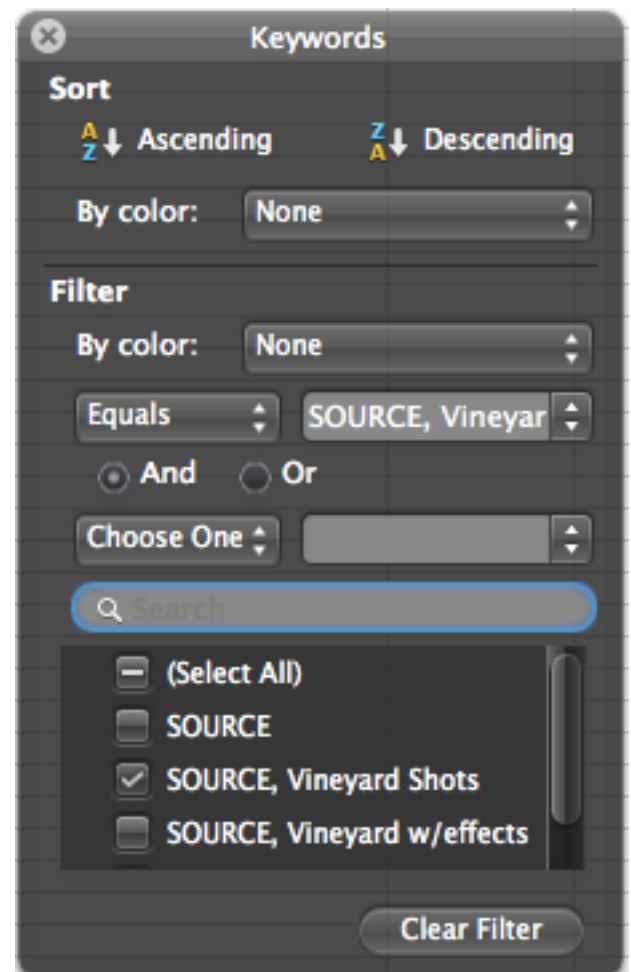 Keywords
Sort
A Z Ascending Z A Descending
By color: None
Filter
By color: None
Equals SOURCE, Vineyar
And Or
Choose One
Search
(Select All)
SOURCE
SOURCE, Vineyard Shots
SOURCE, Vineyard w/effects
Clear Filter